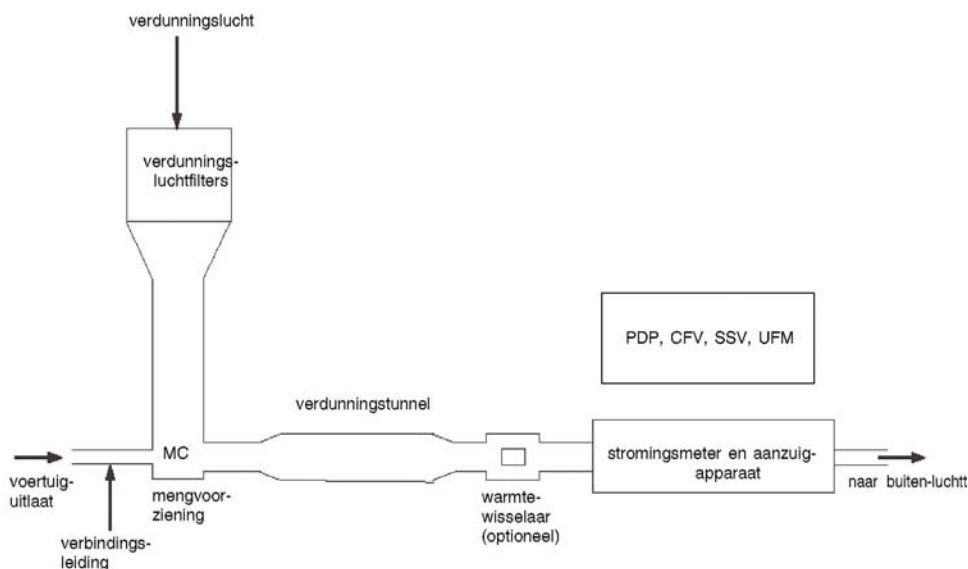 verdunningslucht
verdunnings-
luchtfilters
PDP, CFV, SSV, UFM
verdunningstunnel
MC
stromingsmeter en aanzuig-
apparaat
voertuig-
uitlaat
mengvoor-
ziening
warmte-
wisselaar
(optioneel)
naar buiten-luchtt
verbindings-
leiding